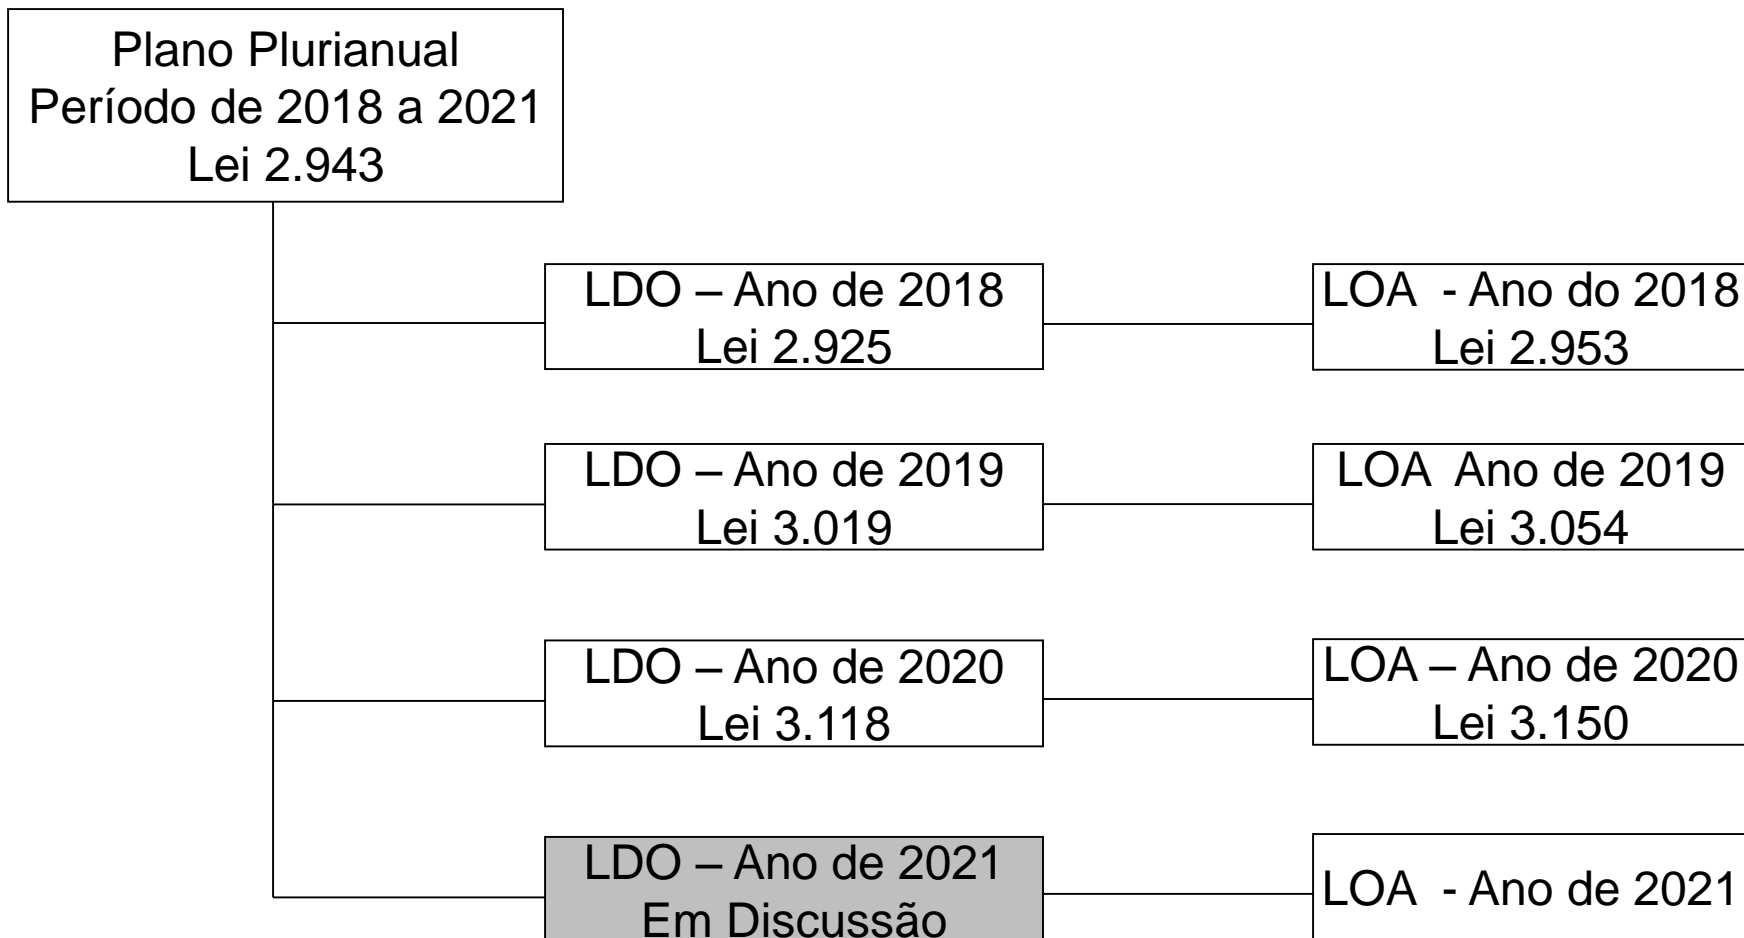 Plano Plurianual
Período de 2018 a 2021
Lei 2.943
LDO – Ano de 2018
Lei 2.925
LOA - Ano do 2018
Lei 2.953
LDO – Ano de 2019
Lei 3.019
LOA Ano de 2019
Lei 3.054
LDO – Ano de 2020
Lei 3.118
LOA – Ano de 2020
Lei 3.150
LDO – Ano de 2021
Em Discussão
LOA - Ano de 2021